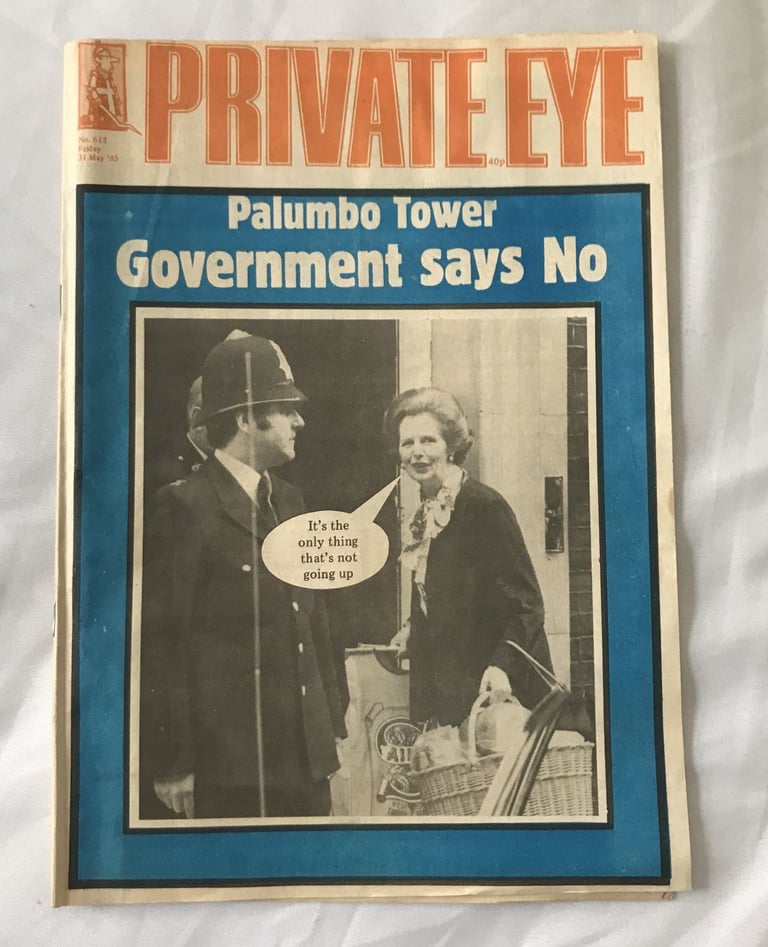 PRIVATE EYE
No. 612
Friday
31 May '85
40p
Palumbo Tower
Government says No
It's the
only thing
that's not
going up